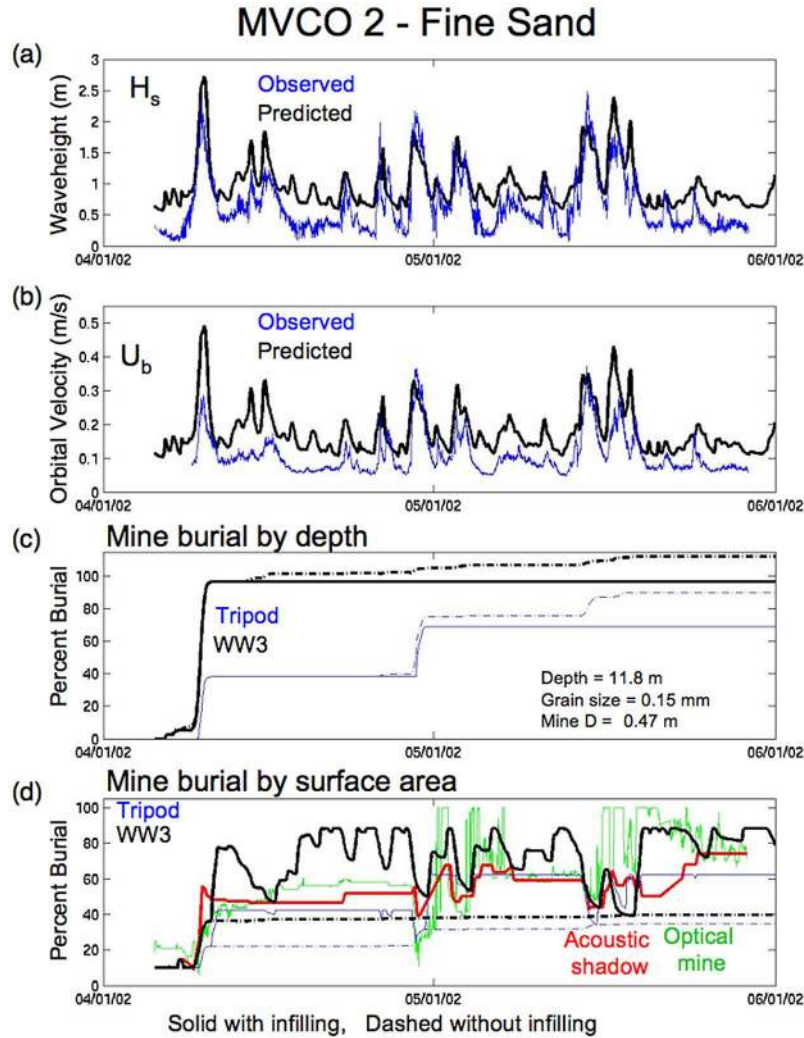 MVCO 2 - Fine Sand
(a)
Waveheight (m)
3
2.5
2
1.5
1
0.5
0
Hs
Observed
Predicted
04/01/02 05/01/02 06/01/02
(b)
Orbital Velocity (m/s)
0.5
0.4
0.3
0.2
0.1
0
Ub
Observed
Predicted
04/01/02 05/01/02 06/01/02
(c) Mine burial by depth
Percent Burial
100
80
60
40
20
0
Tripod
WW3
Depth = 11.8 m
Grain size = 0.15 mm
Mine D = 0.47 m
04/01/02 05/01/02 06/01/02
(d) Mine burial by surface area
Percent Burial
100
80
60
40
20
0
Tripod
WW3
Acoustic shadow
Optical mine
04/01/02 05/01/02 06/01/02
Solid with infilling, Dashed without infilling